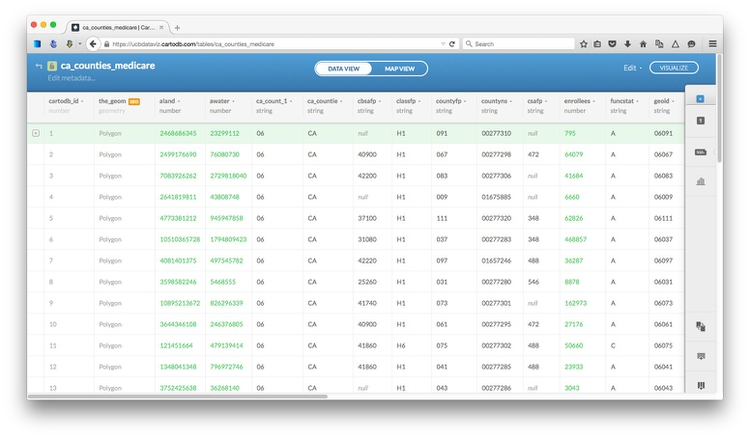 ca_counties_medicare | Car...
https://ucbdataviz.cartodb.com/tables/ca_counties_medicare
Search
ca_counties_medicare
Edit metadata...
DATA VIEW
MAP VIEW
Edit
VISUALIZE
cartodb_id the_geom GEO aland awater ca_count_1 ca_countie cbsafp classfp countyfp countyns csafp enrollees funcstat geoid
number geometry number number string string string string string string string number string string
1 Polygon 2468686345 23299112 06 CA null H1 091 00277310 null 795 A 06091
2 Polygon 2499176690 76080730 06 CA 40900 H1 067 00277298 472 64079 A 06067
3 Polygon 7083926262 2729818040 06 CA 42200 H1 083 00277306 null 41684 A 06083
4 Polygon 2641819811 43808748 06 CA null H1 009 01675885 null 6660 A 06009
5 Polygon 4773381212 945947858 06 CA 37100 H1 111 00277320 348 62826 A 06111
6 Polygon 10510365728 1794809423 06 CA 31080 H1 037 00277283 348 468857 A 06037
7 Polygon 4081401375 497545782 06 CA 42220 H1 097 01657246 488 36287 A 06097
8 Polygon 3598582246 5468555 06 CA 25260 H1 031 00277280 546 8878 A 06031
9 Polygon 10895213672 826296339 06 CA 41740 H1 073 00277301 null 162973 A 06073
10 Polygon 3644346108 246376805 06 CA 40900 H1 061 00277295 472 27176 A 06061
11 Polygon 121451664 479139414 06 CA 41860 H6 075 00277302 488 50660 C 06075
12 Polygon 1348041348 796972746 06 CA 41860 H1 041 00277285 488 23933 A 06041
13 Polygon 3752425638 36268140 06 CA null H1 043 00277286 null 3043 A 06043